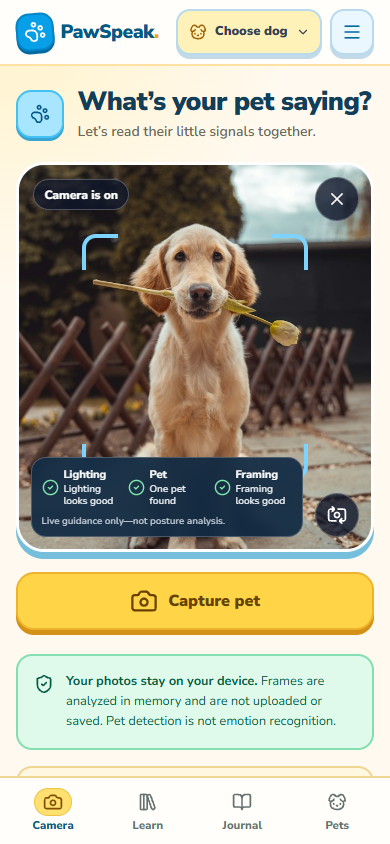 PawSpeak.
Choose dog
What's your pet saying?
Let's read their little signals together.
Camera is on
Lighting
Lighting
looks good
Pet
One pet
found
Framing
Framing
looks good
Live guidance only—not posture analysis.
Capture pet
Your photos stay on your device. Frames are
analyzed in memory and are not uploaded or
saved. Pet detection is not emotion recognition.
Camera
Learn
Journal
Pets